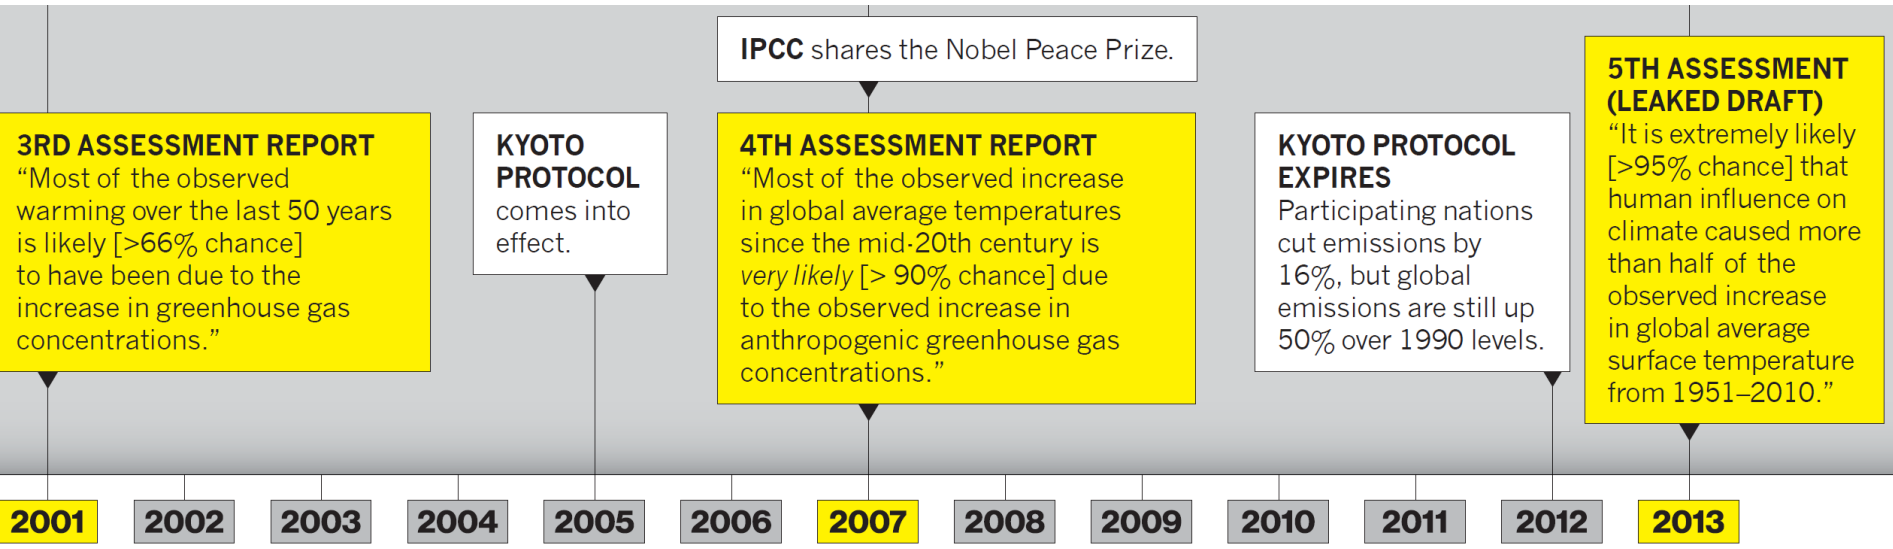 3RD ASSESSMENT REPORT
“Most of the observed
warming over the last 50 years
is likely [>66% chance]
to have been due to the
increase in greenhouse gas
concentrations.”
KYOTO
PROTOCOL
comes into
effect.
IPCC shares the Nobel Peace Prize.
4TH ASSESSMENT REPORT
“Most of the observed increase
in global average temperatures
since the mid-20th century is
very likely [> 90% chance] due
to the observed increase in
anthropogenic greenhouse gas
concentrations.”
KYOTO PROTOCOL
EXPIRES
Participating nations
cut emissions by
16%, but global
emissions are still up
50% over 1990 levels.
5TH ASSESSMENT
(LEAKED DRAFT)
“It is extremely likely
[>95% chance] that
human influence on
climate caused more
than half of the
observed increase
in global average
surface temperature
from 1951–2010.”
2001 2002 2003 2004 2005 2006 2007 2008 2009 2010 2011 2012 2013